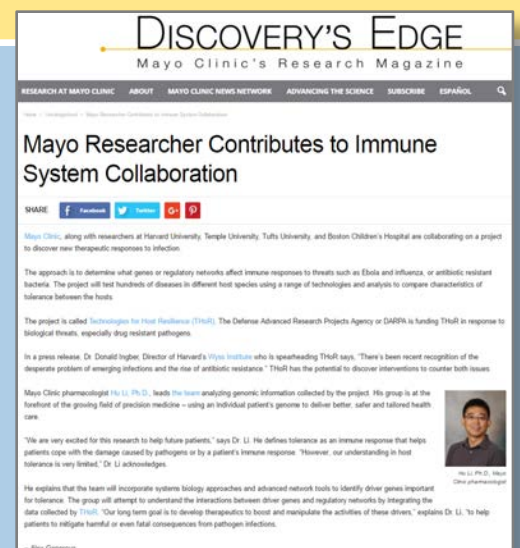 DISCOVERY'S EDGE
Mayo Clinic's Research Magazine
RESEARCH AT MAYO CLINIC ABOUT MAYO CLINIC NEWS NETWORK ADVANCING THE SCIENCE SUBSCRIBE ESPAÑOL
Home / Uncategorized / Mayo Researcher Contributes to Immune System Collaboration
Mayo Researcher Contributes to Immune
System Collaboration
SHARE Facebook Twitter
Mayo Clinic, along with researchers at Harvard University, Temple University, Tufts University, and Boston Children's Hospital are collaborating on a project
to discover new therapeutic responses to infection.
The approach is to determine what genes or regulatory networks affect immune responses to threats such as Ebola and influenza, or antibiotic resistant
bacteria. The project will test hundreds of diseases in different host species using a range of technologies and analysis to compare characteristics of
tolerance between the hosts.
The project is called Technologies for Host Resilience (THoR). The Defense Advanced Research Projects Agency or DARPA is funding THoR in response to
biological threats, especially drug resistant pathogens.
In a press release, Dr. Donald Ingber, Director of Harvard's Wyss Institute who is spearheading THoR says, "There's been recent recognition of the
desperate problem of emerging infections and the rise of antibiotic resistance." THoR has the potential to discover interventions to counter both issues.
Mayo Clinic pharmacologist Hu Li, Ph.D., leads the team analyzing genomic information collected by the project. His group is at the
forefront of the growing field of precision medicine – using an individual patient's genome to deliver better, safer and tailored health
care.
"We are very excited for this research to help future patients," says Dr. Li. He defines tolerance as an immune response that helps
patients cope with the damage caused by pathogens or by a patient's immune response. "However, our understanding in host
tolerance is very limited," Dr. Li acknowledges.
Hu Li, Ph.D., Mayo
Clinic pharmacologist
He explains that the team will incorporate systems biology approaches and advanced network tools to identify driver genes important
for tolerance. The group will attempt to understand the interactions between driver genes and regulatory networks by integrating the
data collected by THoR. "Our long term goal is to develop therapeutics to boost and manipulate the activities of these drivers," explains Dr. Li, "to help
patients to mitigate harmful or even fatal consequences from pathogen infections.